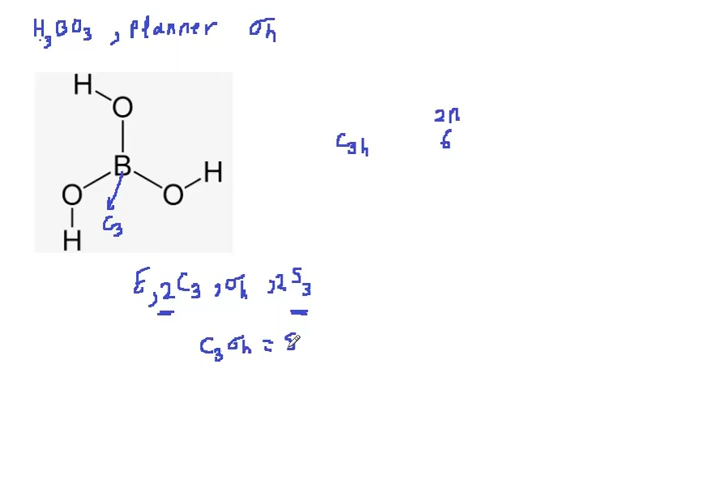 H₃BO₃, planner σh
H
O
2n
C₃h 6
B
H
O
O
C₃
H
E, 2C₃, σh, 2S₃
C₃σh = S